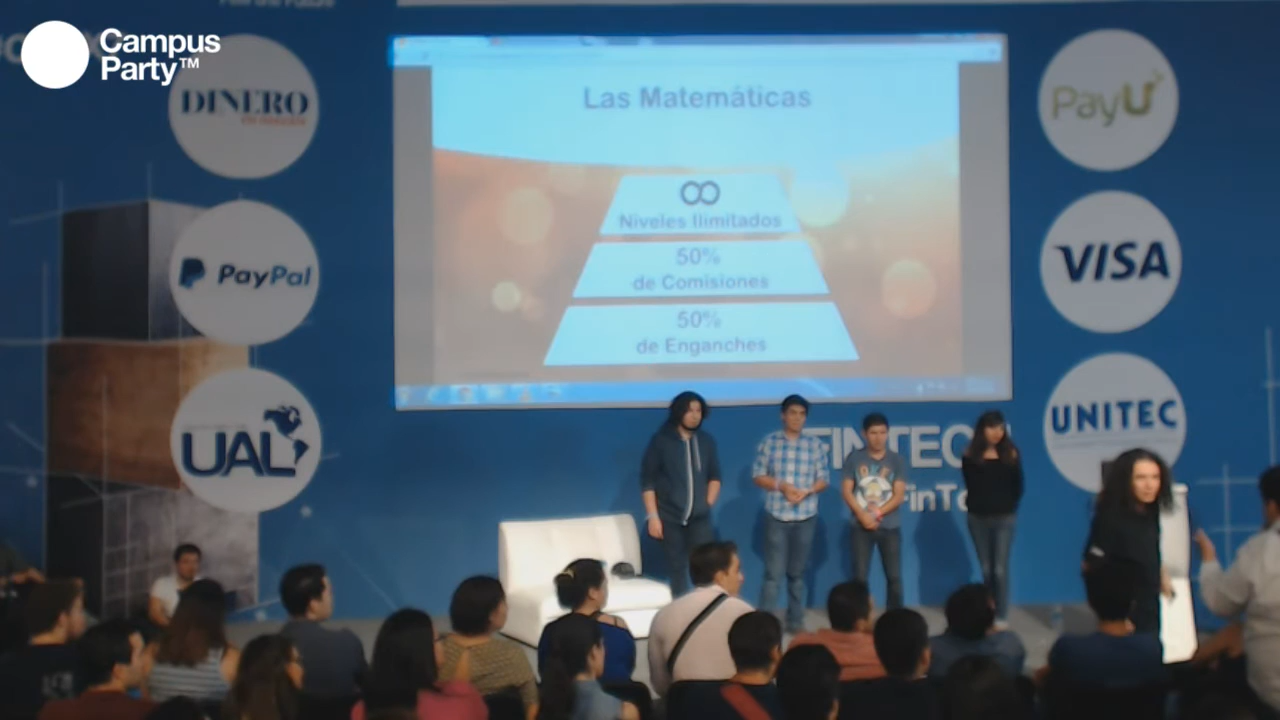 Campus
Party™
DINERO
PayPal
UAL
Las Matemáticas
∞
Niveles Ilimitados
50%
de Comisiones
50%
de Enganches
PayU
VISA
UNITEC
FINTEC